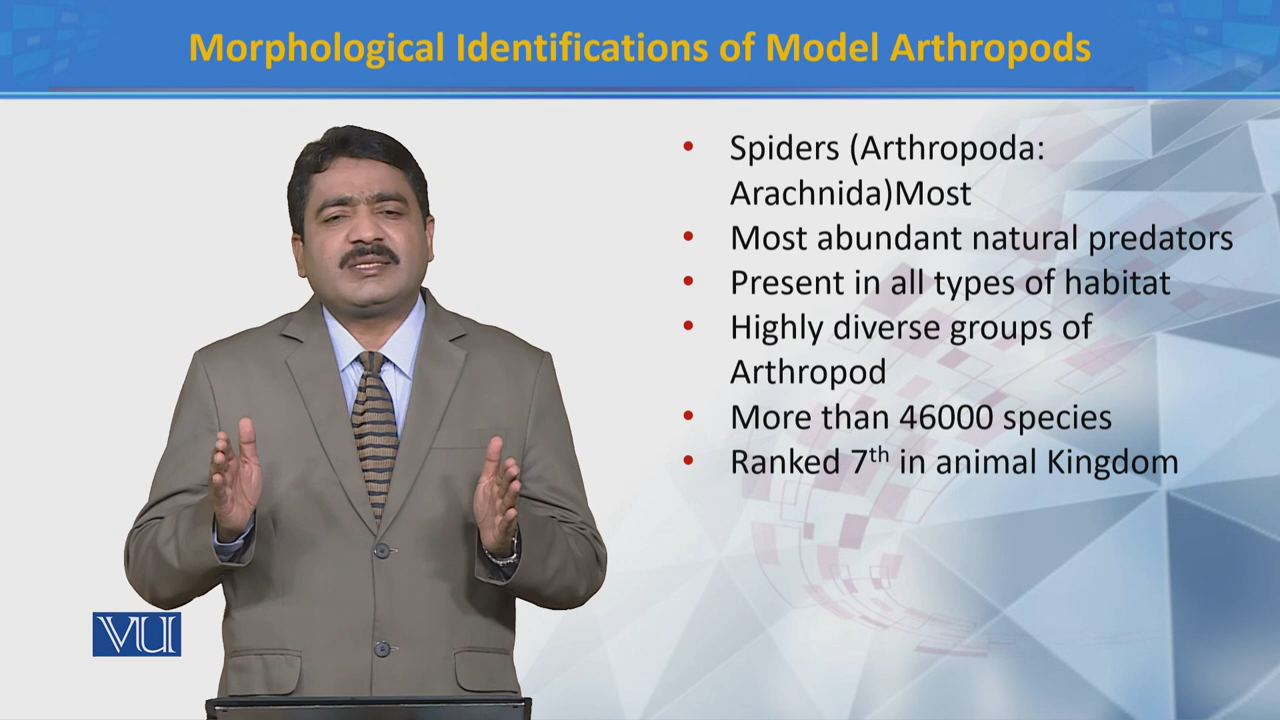 Morphological Identifications of Model Arthropods
• Spiders (Arthropoda:
Arachnida)Most
• Most abundant natural predators
• Present in all types of habitat
• Highly diverse groups of
Arthropod
• More than 46000 species
• Ranked 7th in animal Kingdom
VU